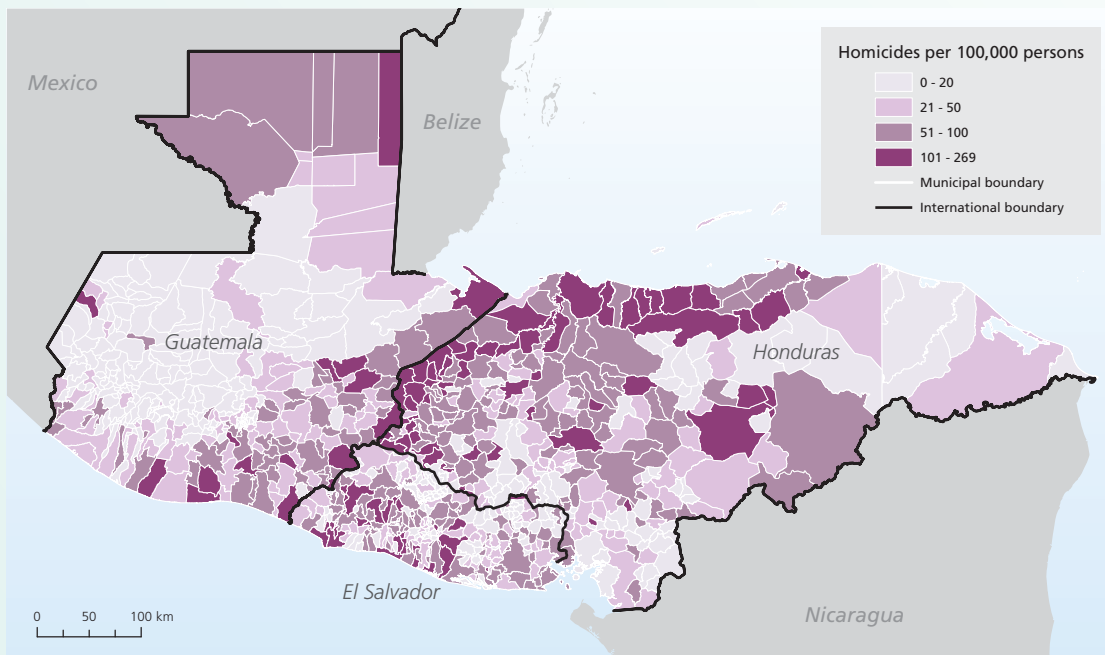 Mexico
Belize
Guatemala
Honduras
El Salvador
Nicaragua
Homicides per 100,000 persons
0 - 20
21 - 50
51 - 100
101 - 269
Municipal boundary
International boundary
0 50 100 km